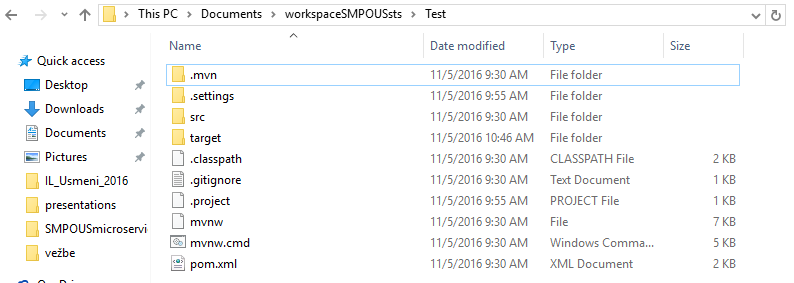 This PC > Documents > workspaceSMPOUSsts > Test
Name Date modified Type Size
Quick access
Desktop
Downloads
Documents
Pictures
IL_Usmeni_2016
presentations
SMPOUSmicroservi
vežbe
.mvn 11/5/2016 9:30 AM File folder
.settings 11/5/2016 9:55 AM File folder
src 11/5/2016 9:30 AM File folder
target 11/5/2016 10:46 AM File folder
.classpath 11/5/2016 9:30 AM CLASSPATH File 2 KB
.gitignore 11/5/2016 9:30 AM Text Document 1 KB
.project 11/5/2016 9:55 AM PROJECT File 1 KB
mvnw 11/5/2016 9:30 AM File 7 KB
mvnw.cmd 11/5/2016 9:30 AM Windows Comma... 5 KB
pom.xml 11/5/2016 9:30 AM XML Document 2 KB